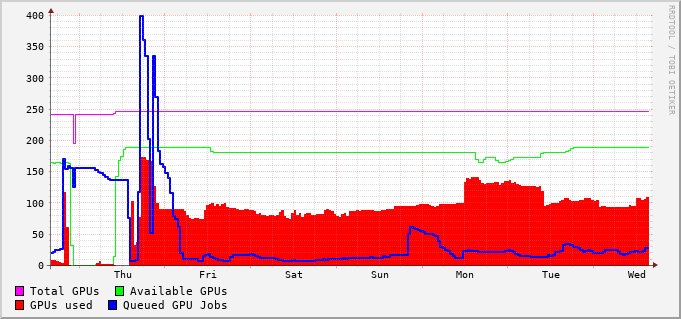 RRDTOOL / TOBI OETIKER
400
350
300
250
200
150
100
50
0
Thu Fri Sat Sun Mon Tue Wed
Total GPUs Available GPUs
GPUs used Queued GPU Jobs